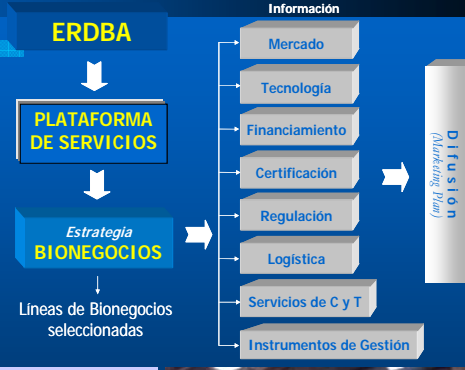 Información
ERDBA
PLATAFORMA
DE SERVICIOS
Estrategia
BIONEGOCIOS
Líneas de Bionegocios
seleccionadas
Mercado
Tecnología
Financiamiento
Certificación
Regulación
Logística
Servicios de C y T
Instrumentos de Gestión
Difusión
(Marketing Plan)